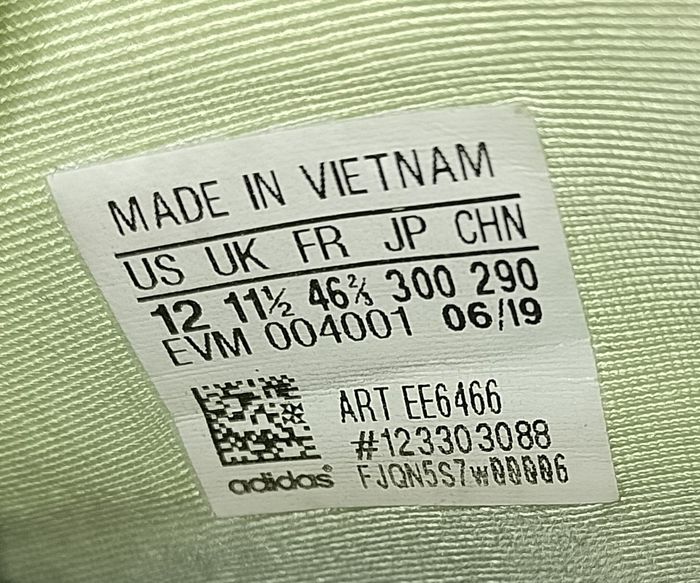 MADE IN VIETNAM
US UK FR JP CHN
12 11½ 46⅔ 300 290
EVM 004001 06/19
ART EE6466
#123303088
adidas® FJQN5S7w00006